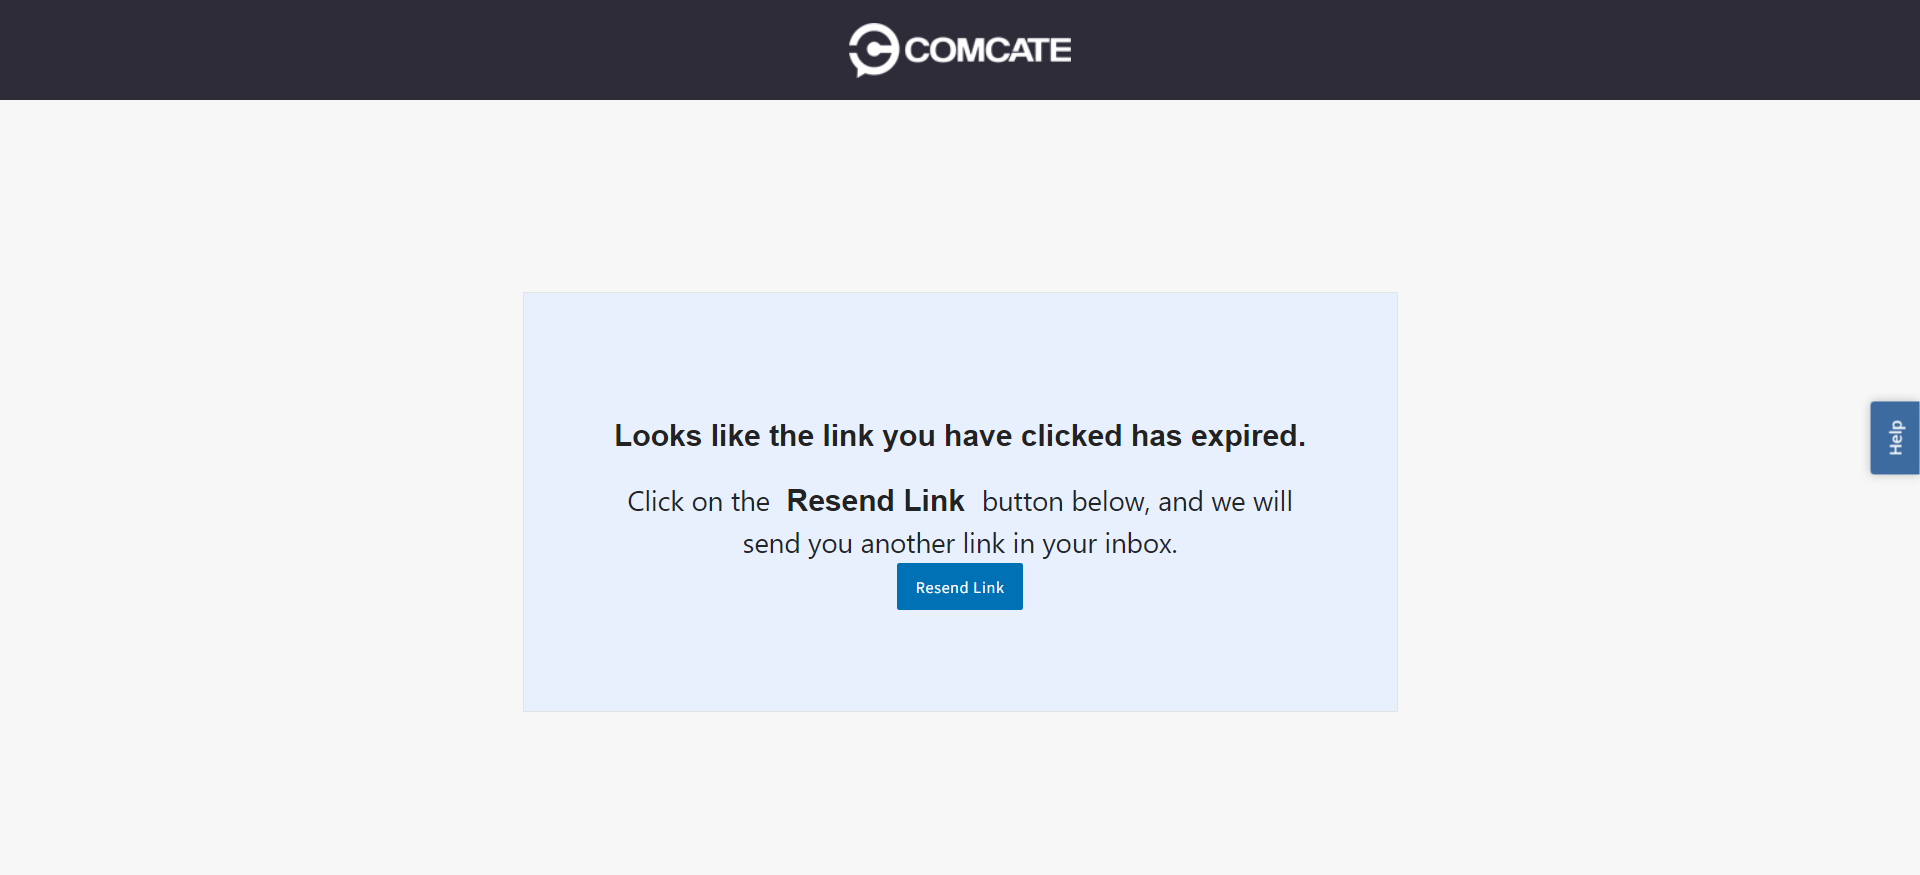 COMCATE
Looks like the link you have clicked has expired.
Click on the Resend Link button below, and we will
send you another link in your inbox.
Resend Link
Help